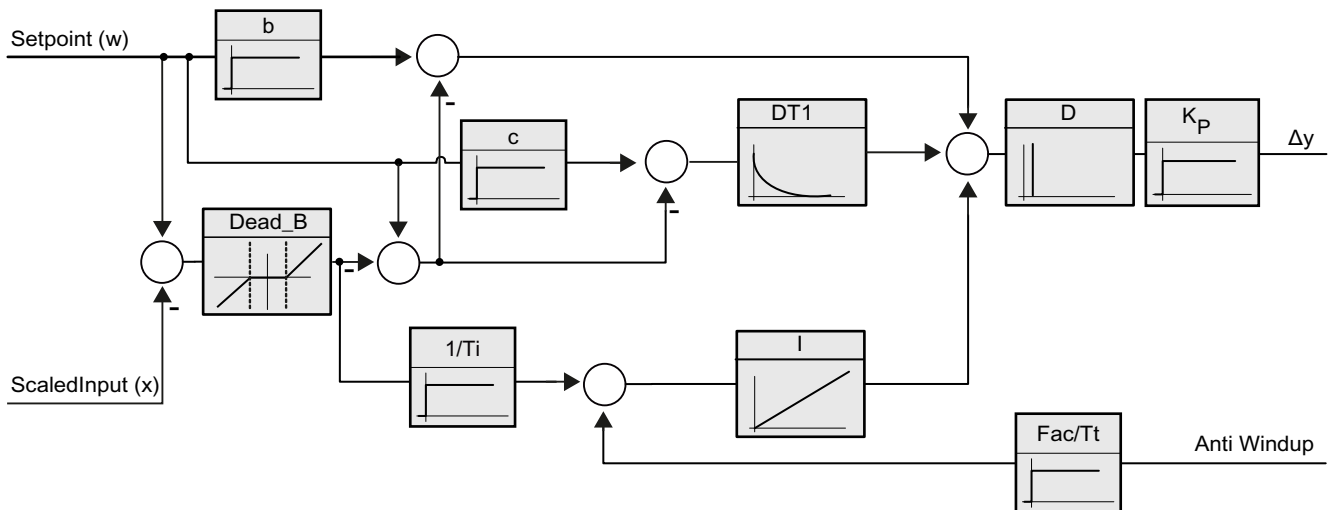 b
Setpoint (w)
-
DT1
D
K_P
c
Δy
-
Dead_B
-
-
1/Ti
I
ScaledInput (x)
Fac/Tt
Anti Windup